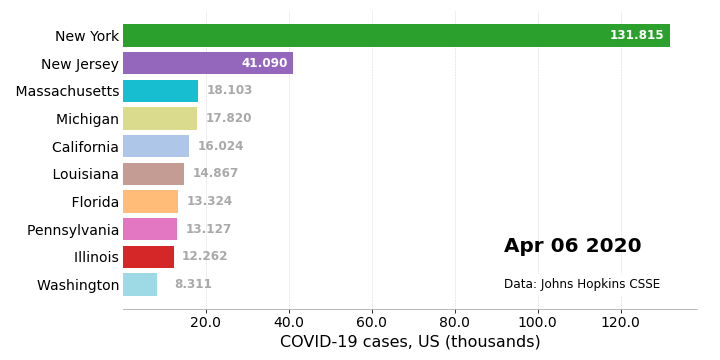 New York 131.815
New Jersey 41.090
Massachusetts 18.103
Michigan 17.820
California 16.024
Louisiana 14.867
Florida 13.324
Pennsylvania 13.127
Illinois 12.262
Washington 8.311
Apr 06 2020
Data: Johns Hopkins CSSE
20.0 40.0 60.0 80.0 100.0 120.0
COVID-19 cases, US (thousands)